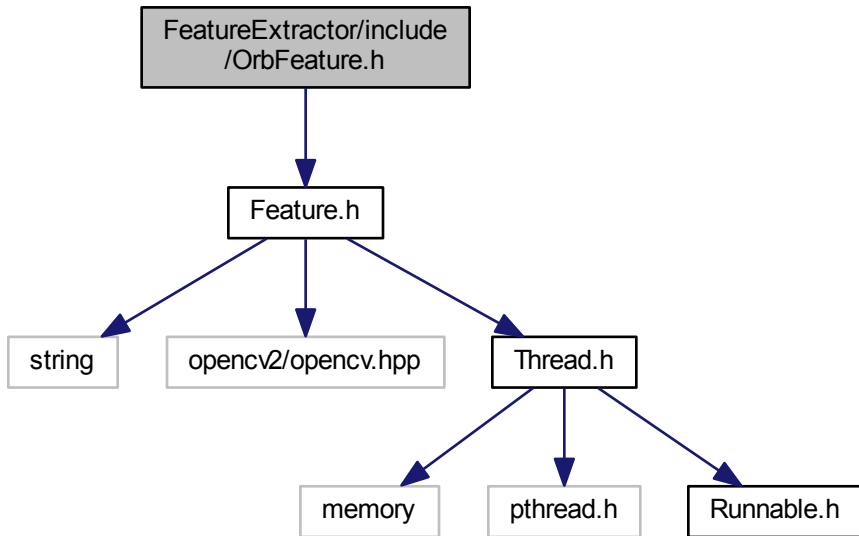 FeatureExtractor/include
/OrbFeature.h
Feature.h
string
opencv2/opencv.hpp
Thread.h
memory
pthread.h
Runnable.h